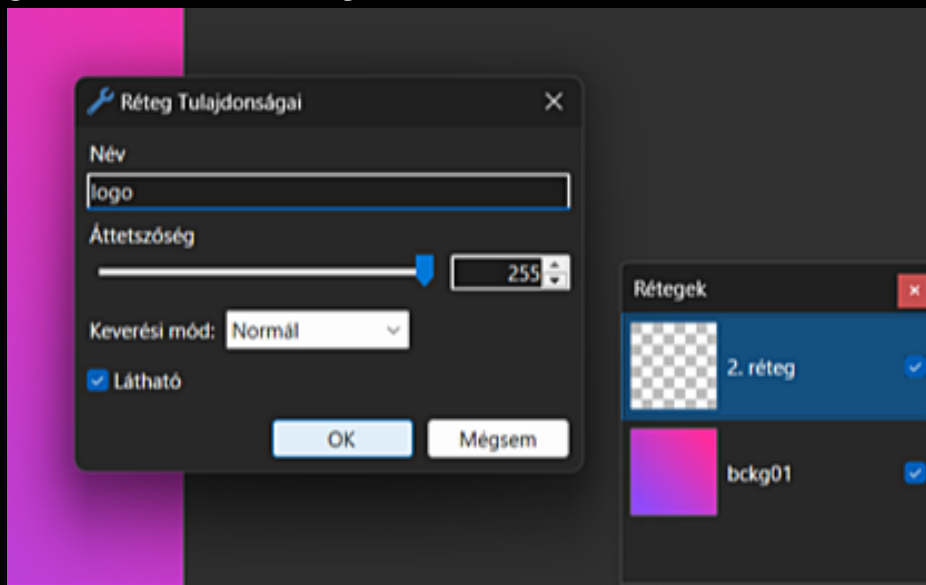 Réteg Tulajdonságai
Név
logo
Áttetszőség
255
Keverési mód: Normál
Látható
OK Mégsem
Rétegek
2. réteg
bckg01